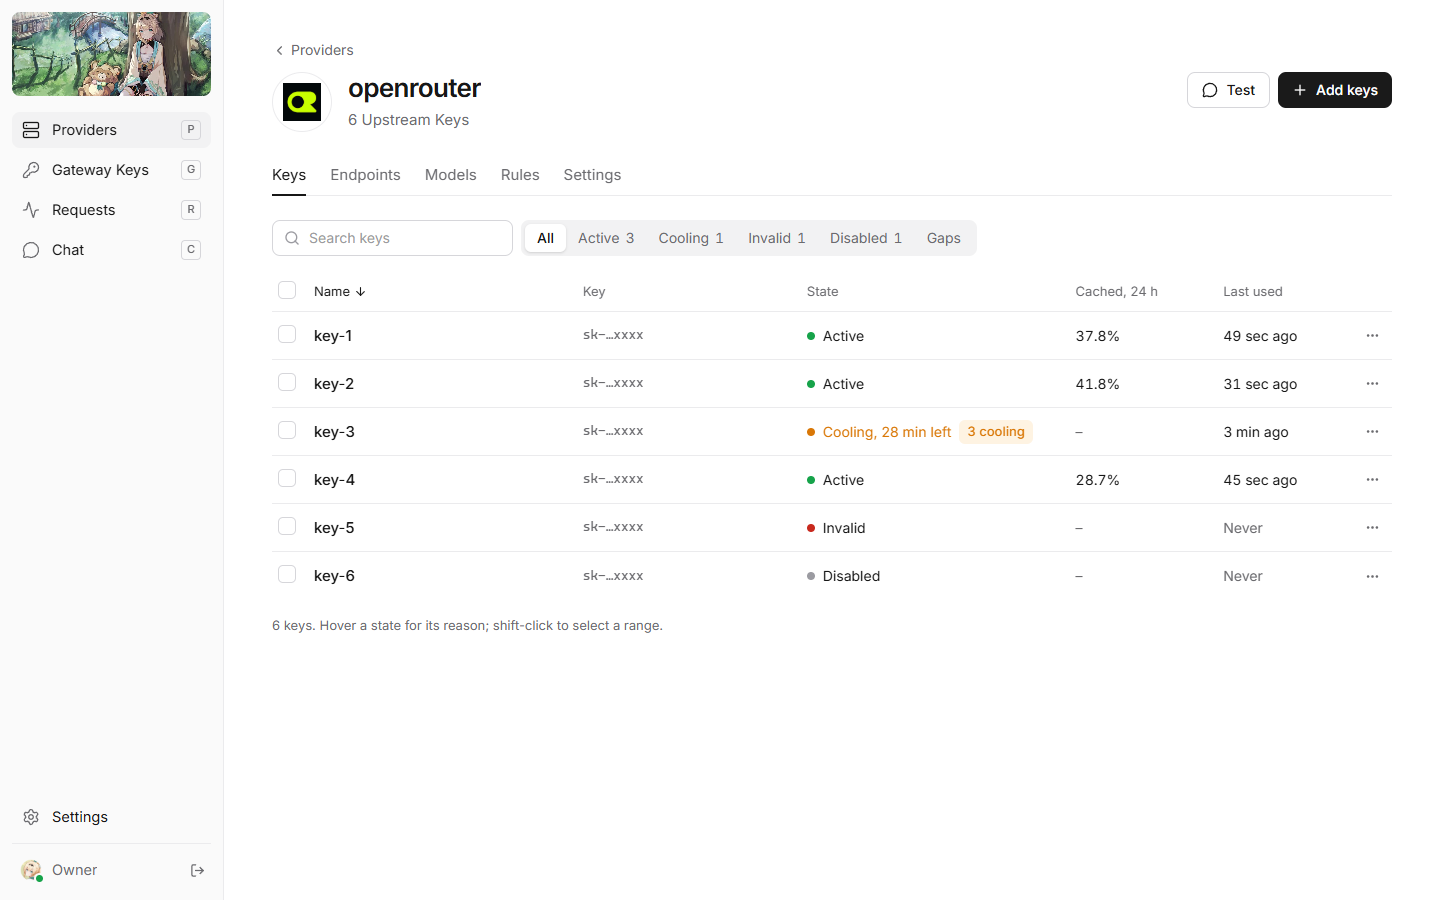 Providers P
Gateway Keys G
Requests R
Chat C
Settings
Owner
Providers
openrouter
6 Upstream Keys
Test
Add keys
Keys Endpoints Models Rules Settings
Search keys
All Active 3 Cooling 1 Invalid 1 Disabled 1 Gaps
Name Key State Cached, 24 h Last used
key-1 sk-…xxxx Active 37.8% 49 sec ago
key-2 sk-…xxxx Active 41.8% 31 sec ago
key-3 sk-…xxxx Cooling, 28 min left 3 cooling – 3 min ago
key-4 sk-…xxxx Active 28.7% 45 sec ago
key-5 sk-…xxxx Invalid – Never
key-6 sk-…xxxx Disabled – Never
6 keys. Hover a state for its reason; shift-click to select a range.